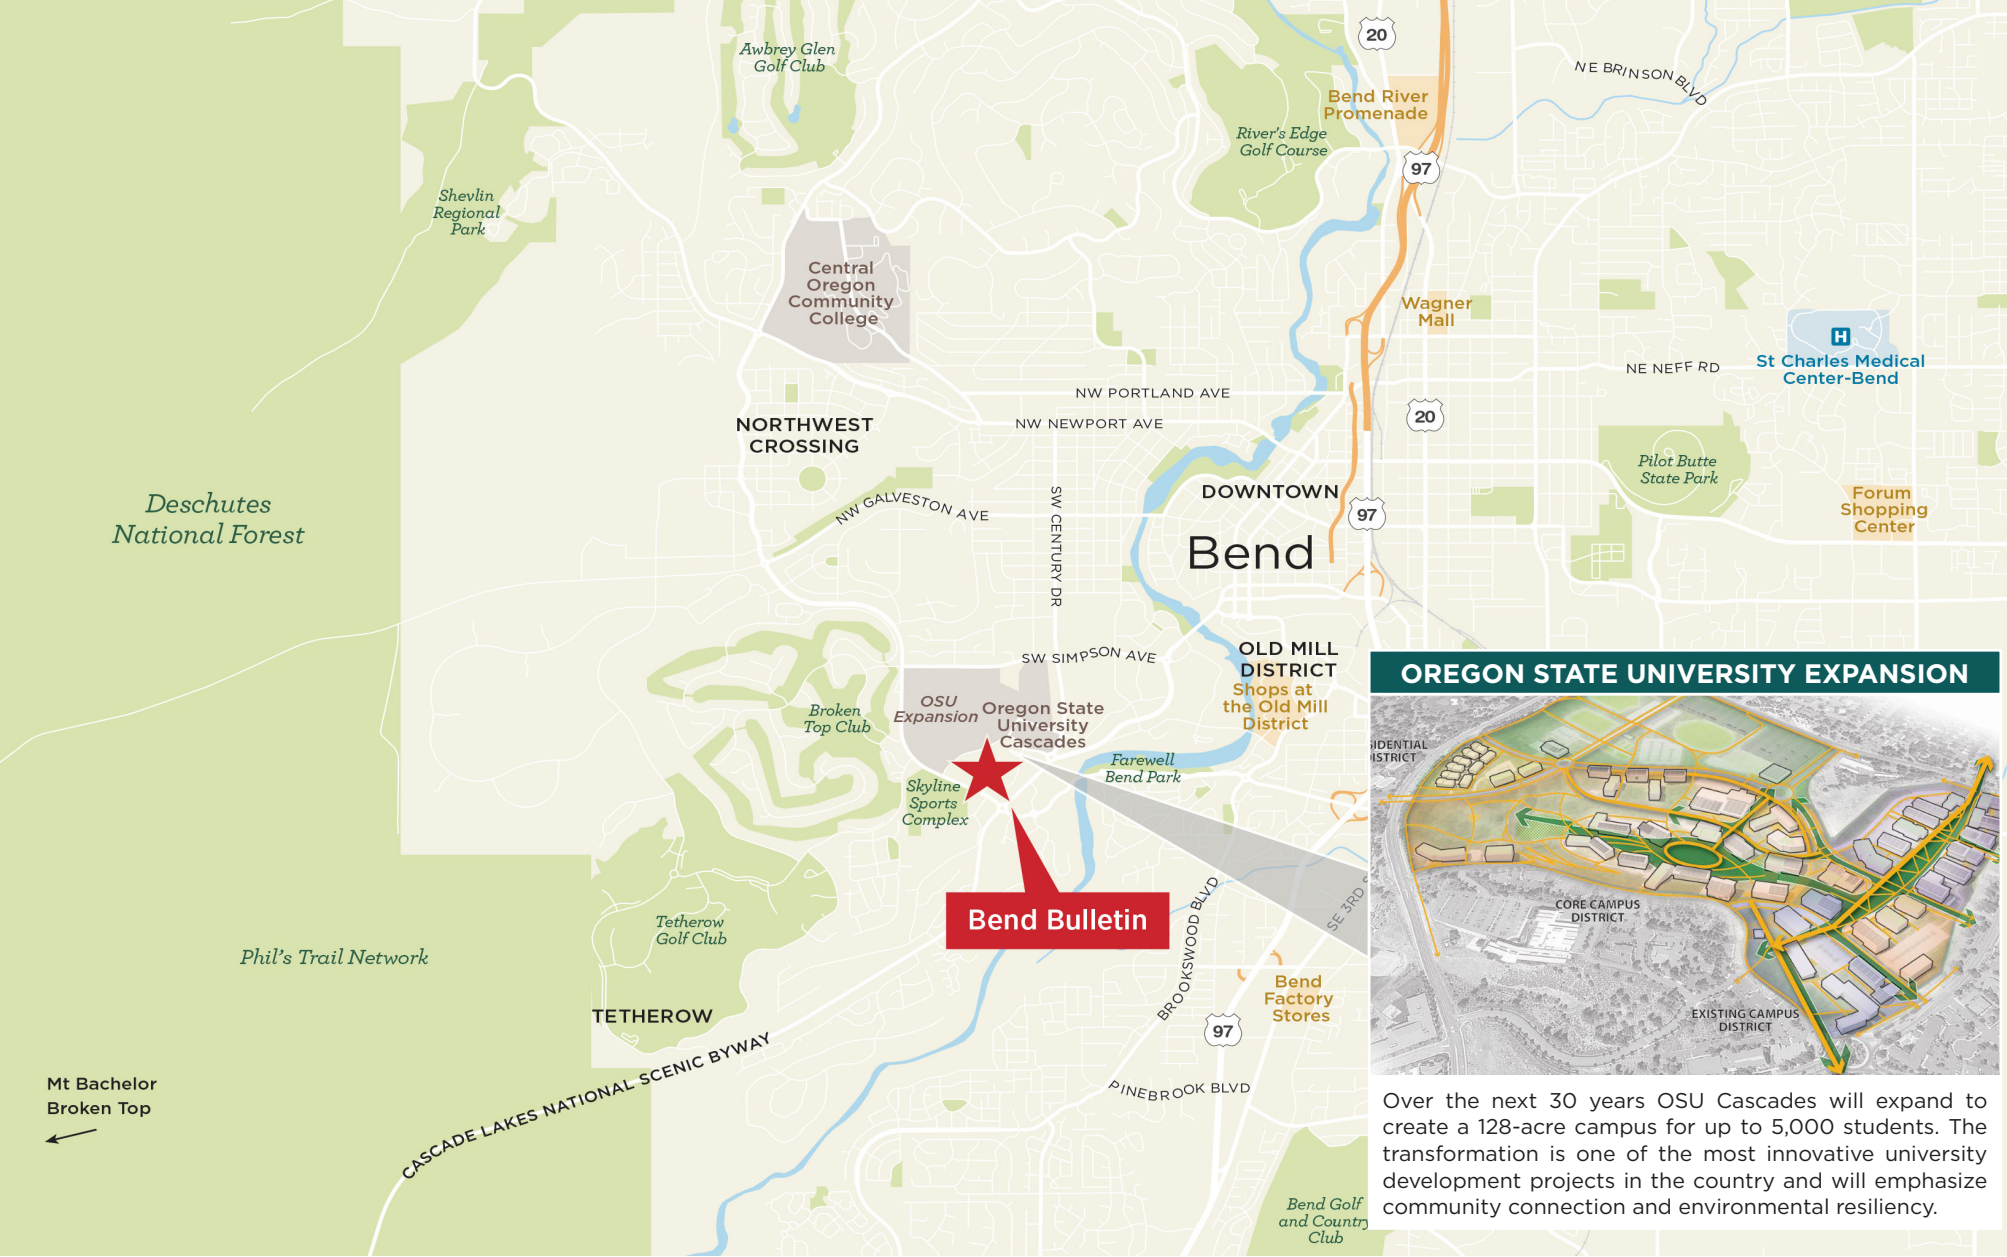 Awbrey Glen
Golf Club
20
NE BRINSON BLVD
Bend River
Promenade
River's Edge
Golf Course
97
Shevlin
Regional
Park
Central
Oregon
Community
College
Wagner
Mall
H
St Charles Medical
Center-Bend
NE NEFF RD
NW PORTLAND AVE
NW NEWPORT AVE
20
NORTHWEST
CROSSING
Pilot Butte
State Park
Forum
Shopping
Center
DOWNTOWN
NW GALVESTON AVE
SW CENTURY DR
97
Deschutes
National Forest
Bend
SW SIMPSON AVE
OLD MILL
DISTRICT
Shops at
the Old Mill
District
OSU
Expansion
Oregon State
University
Cascades
Broken
Top Club
Farewell
Bend Park
Skyline
Sports
Complex
Bend Bulletin
SE 3RD
BROOKSWOOD BLVD
Tetherow
Golf Club
Phil's Trail Network
TETHEROW
Bend
Factory
Stores
97
CASCADE LAKES NATIONAL SCENIC BYWAY
PINEBROOK BLVD
Mt Bachelor
Broken Top
Bend Golf
and Country
Club
OREGON STATE UNIVERSITY EXPANSION
SIDENTIAL
ISTRICT
CORE CAMPUS
DISTRICT
EXISTING CAMPUS
DISTRICT
Over the next 30 years OSU Cascades will expand to
create a 128-acre campus for up to 5,000 students. The
transformation is one of the most innovative university
development projects in the country and will emphasize
community connection and environmental resiliency.